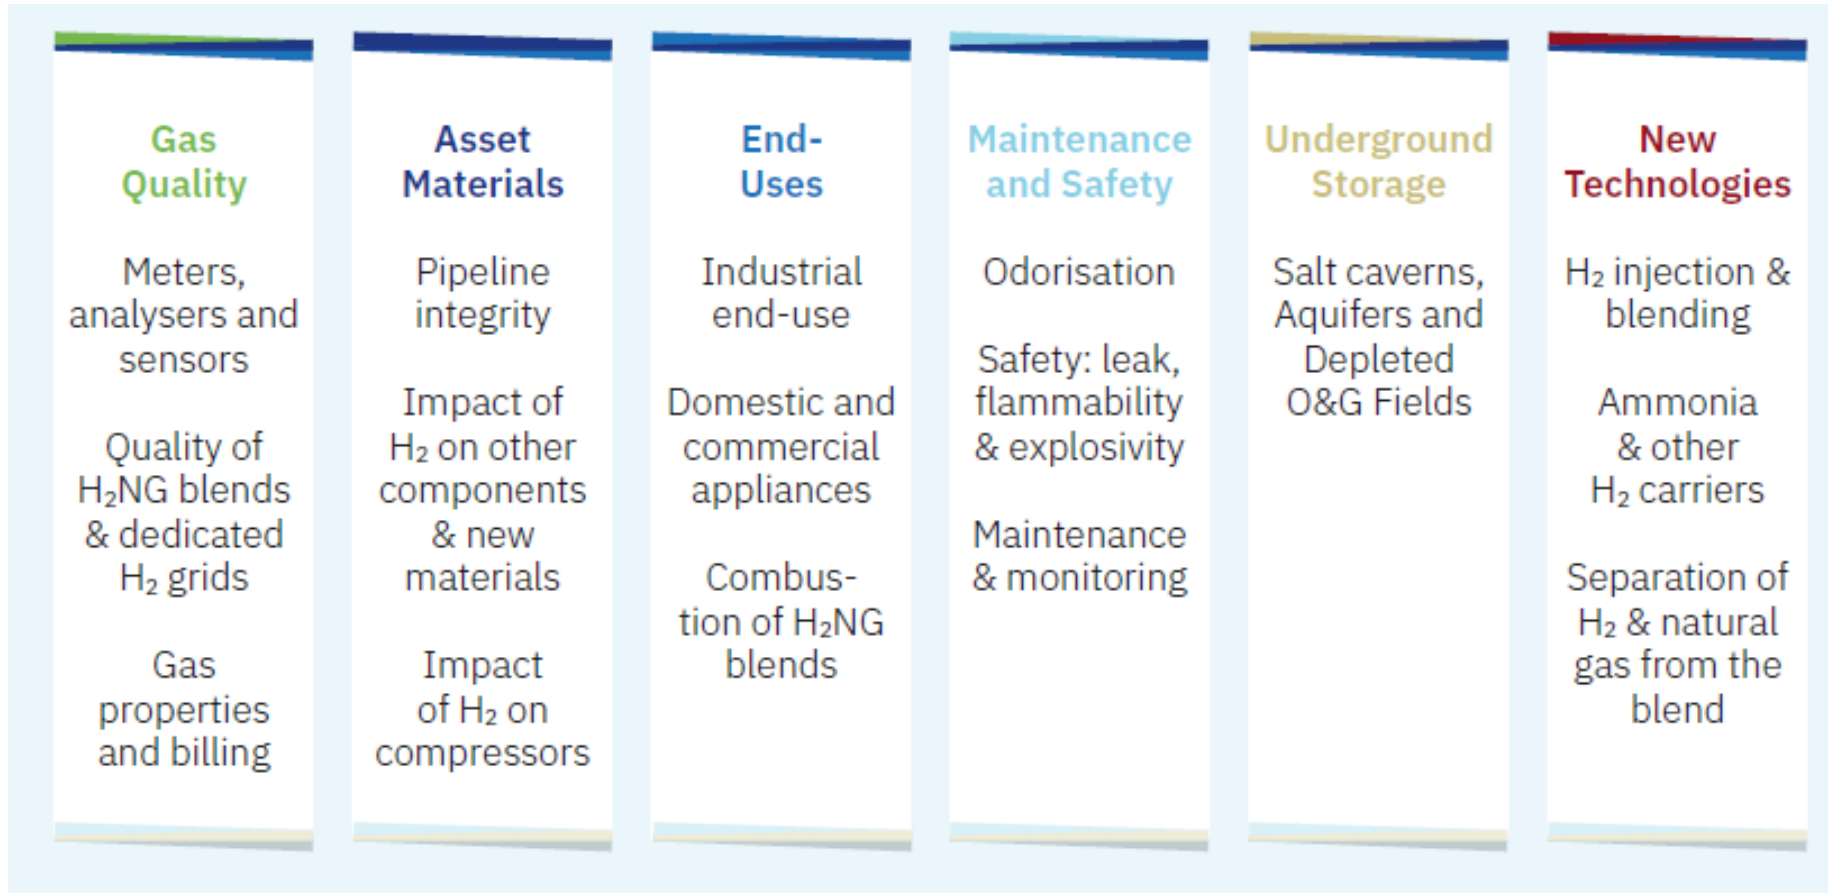 Gas
Quality
Meters,
analysers and
sensors
Quality of
H₂NG blends
& dedicated
H₂ grids
Gas
properties
and billing
Asset
Materials
Pipeline
integrity
Impact of
H₂ on other
components
& new
materials
Impact
of H₂ on
compressors
End-
Uses
Industrial
end-use
Domestic and
commercial
appliances
Combus-
tion of H₂NG
blends
Maintenance
and Safety
Odorisation
Safety: leak,
flammability
& explosivity
Maintenance
& monitoring
Underground
Storage
Salt caverns,
Aquifers and
Depleted
O&G Fields
New
Technologies
H₂ injection &
blending
Ammonia
& other
H₂ carriers
Separation of
H₂ & natural
gas from the
blend